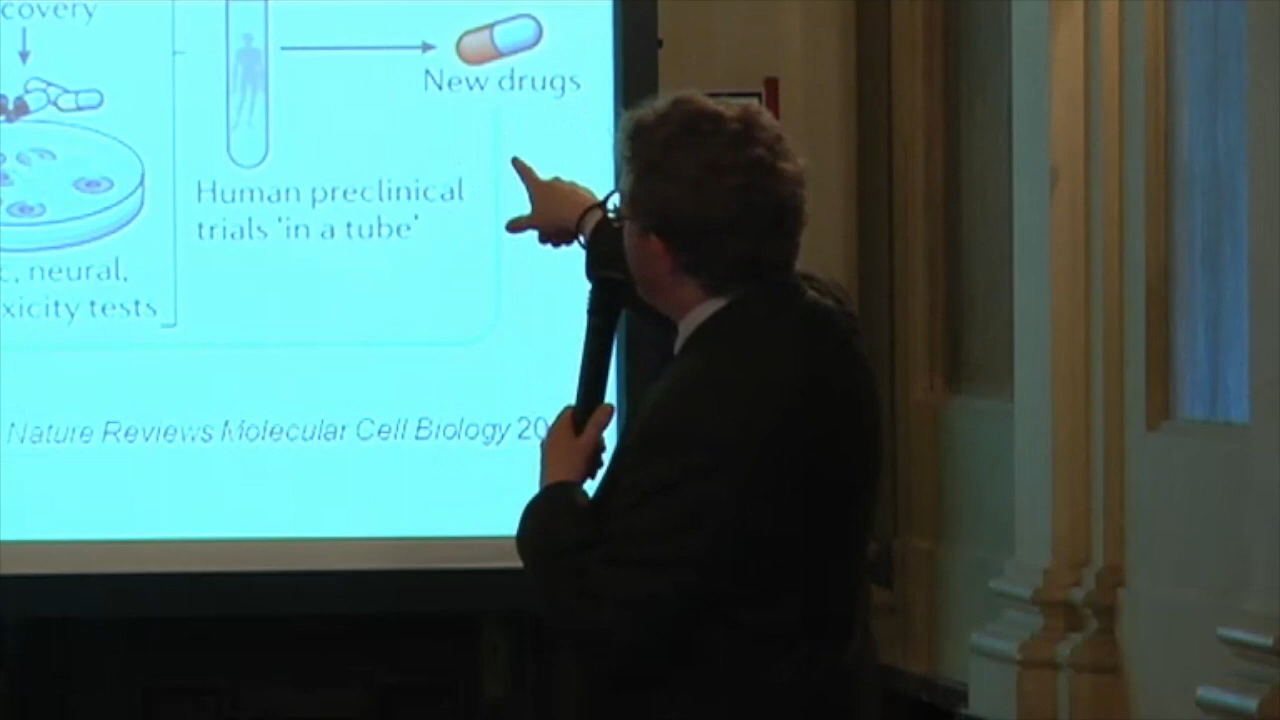 covery
New drugs
Human preclinical
trials 'in a tube'
c, neural,
xicity tests
Nature Reviews Molecular Cell Biology 20